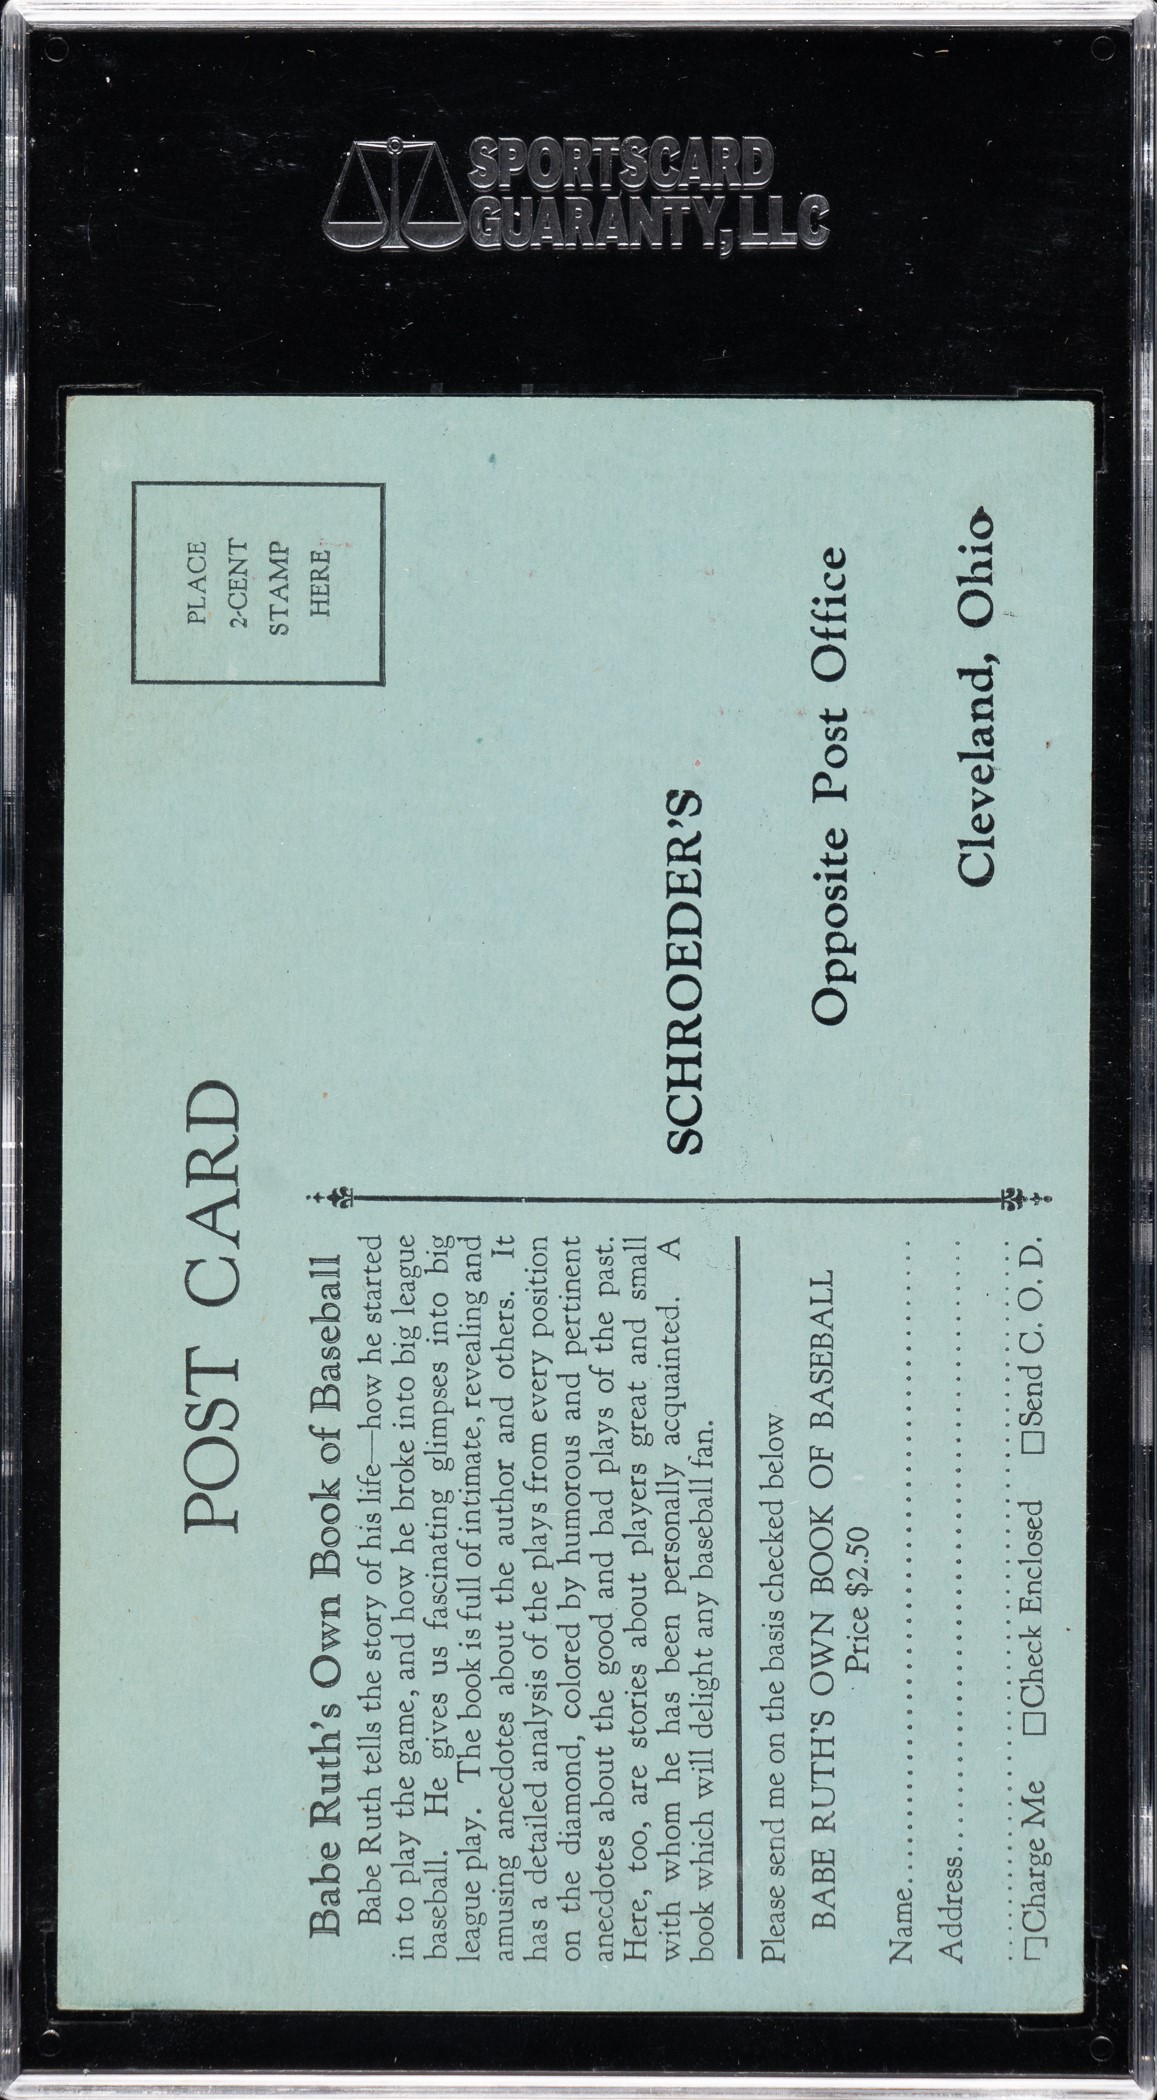 SPORTSCARD
GUARANTY, LLC
POST CARD
PLACE
2-CENT
STAMP
HERE
Babe Ruth's Own Book of Baseball
Babe Ruth tells the story of his life—how he started
in to play the game, and how he broke into big league
baseball. He gives us fascinating glimpses into big
league play. The book is full of intimate, revealing and
amusing anecdotes about the author and others. It
has a detailed analysis of the plays from every position
on the diamond, colored by humorous and pertinent
anecdotes about the good and bad plays of the past.
Here, too, are stories about players great and small
with whom he has been personally acquainted. A
book which will delight any baseball fan.
Please send me on the basis checked below
BABE RUTH'S OWN BOOK OF BASEBALL
Price $2.50
Name
Address
□Charge Me □Check Enclosed □Send C. O. D.
SCHROEDER'S
Opposite Post Office
Cleveland, Ohio